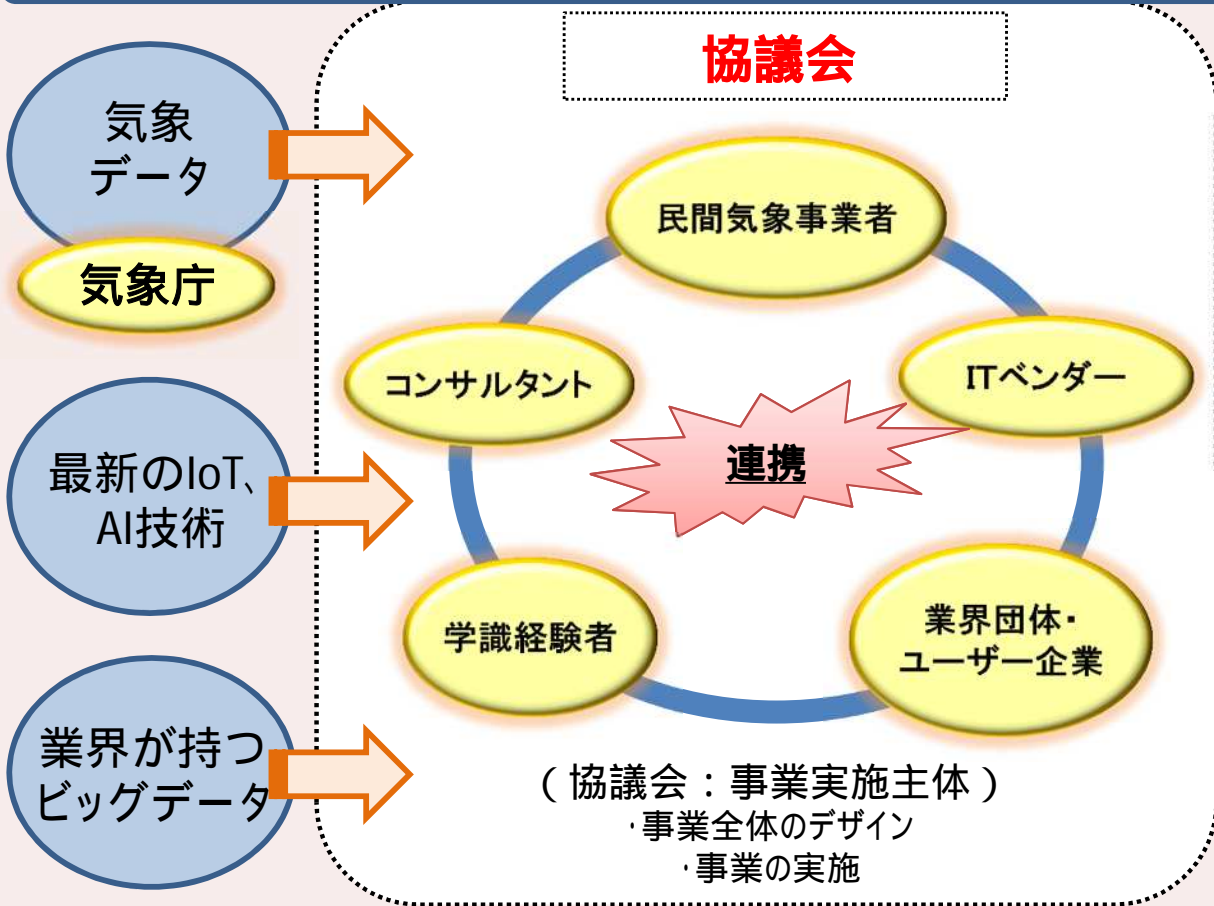 協議会
気象
データ
気象庁
最新のIoT、
AI技術
業界が持つ
ビッグデータ
民間気象事業者
コンサルタント
ITベンダー
連携
学識経験者
業界団体・
ユーザー企業
（協議会：事業実施主体）
・事業全体のデザイン
・事業の実施